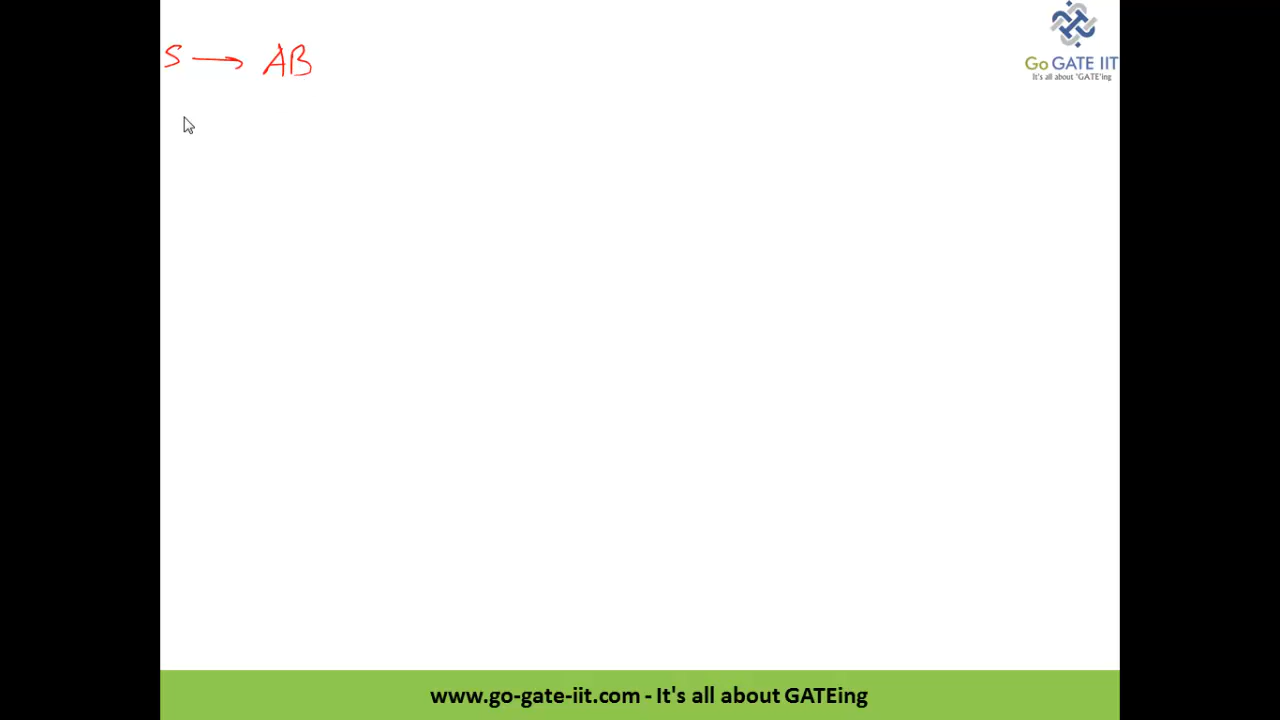 S → AB
Go GATE IIT
It's all about "GATE'ing
www.go-gate-iit.com - It's all about GATEing